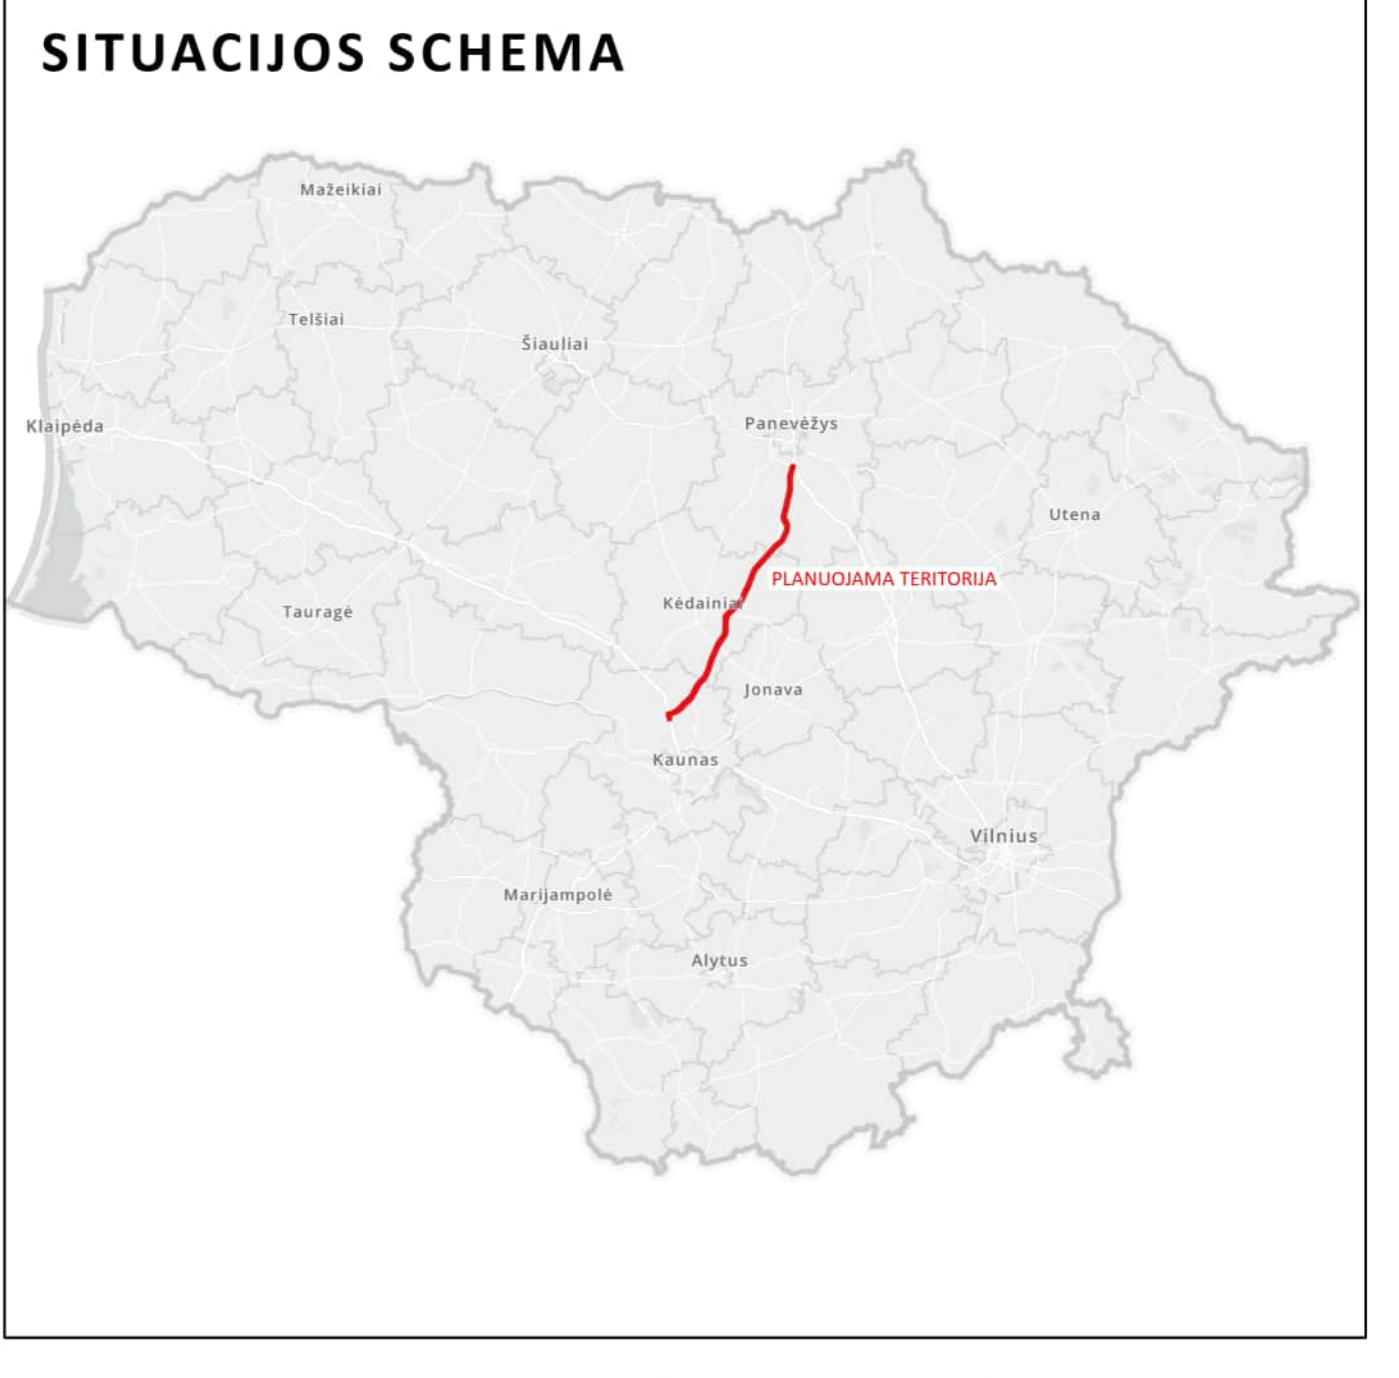 SITUACIJOS SCHEMA
Mažeikiai
Telšiai
Šiauliai
Klaipėda
Panevėžys
Utena
PLANUOJAMA TERITORIJA
Kėdainiai
Tauragė
Jonava
Kaunas
Vilnius
Marijampolė
Alytus